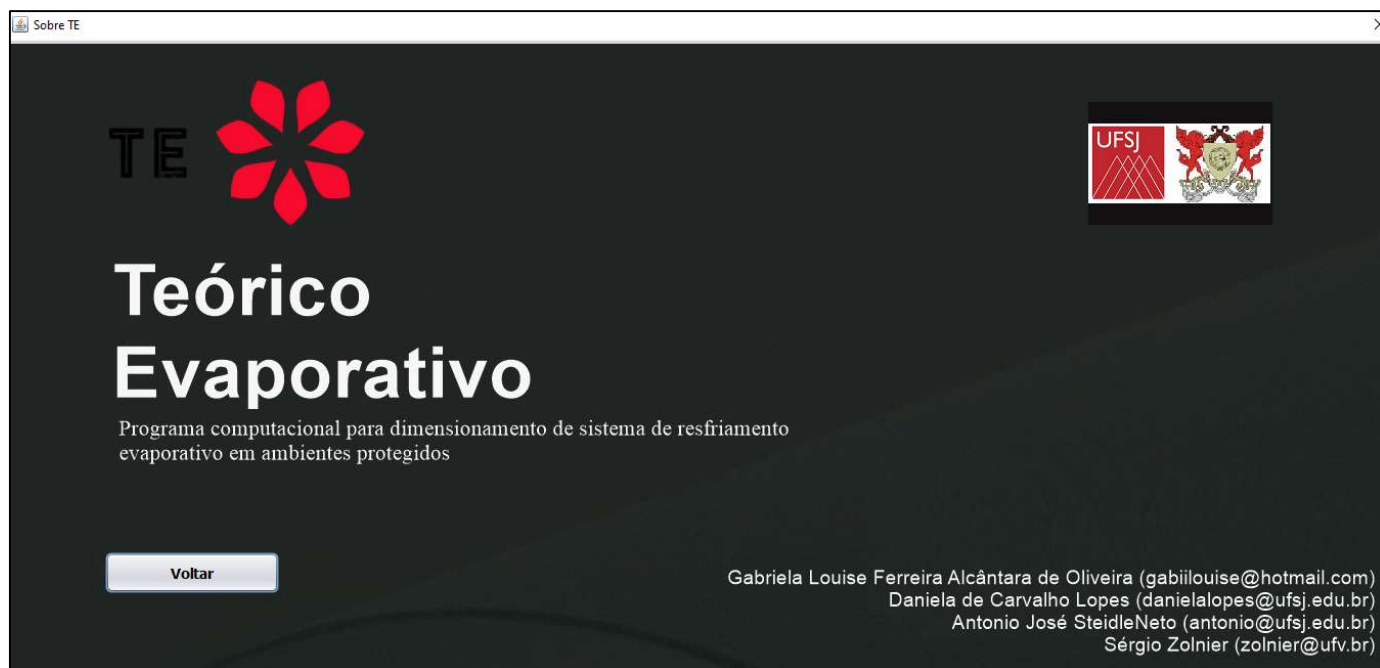 Sobre TE
TE
UFSJ
Teórico
Evaporativo
Programa computacional para dimensionamento de sistema de resfriamento
evaporativo em ambientes protegidos
Voltar
Gabriela Louise Ferreira Alcântara de Oliveira (gabiilouise@hotmail.com)
Daniela de Carvalho Lopes (danielalopes@ufsj.edu.br)
Antonio José SteidleNeto (antonio@ufsj.edu.br)
Sérgio Zolnier (zolnier@ufv.br)